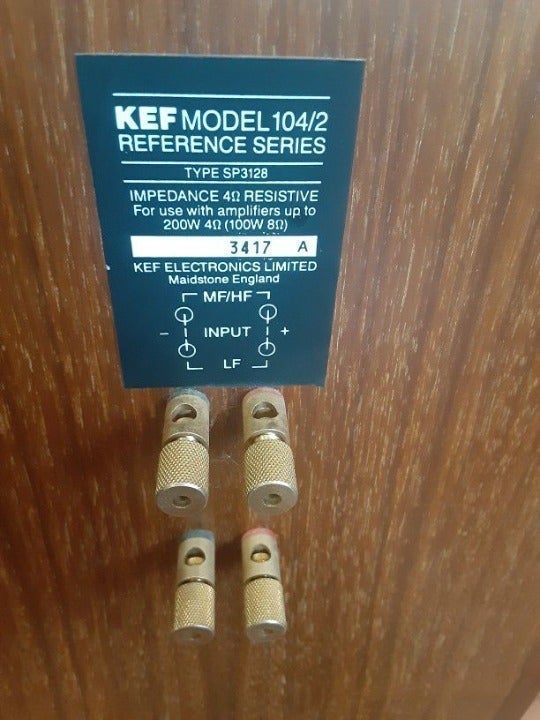 KEF MODEL 104/2
REFERENCE SERIES
TYPE SP3128
IMPEDANCE 4Ω RESISTIVE
For use with amplifiers up to
200W 4Ω (100W 8Ω)
3417 A
KEF ELECTRONICS LIMITED
Maidstone England
MF/HF
- INPUT +
LF